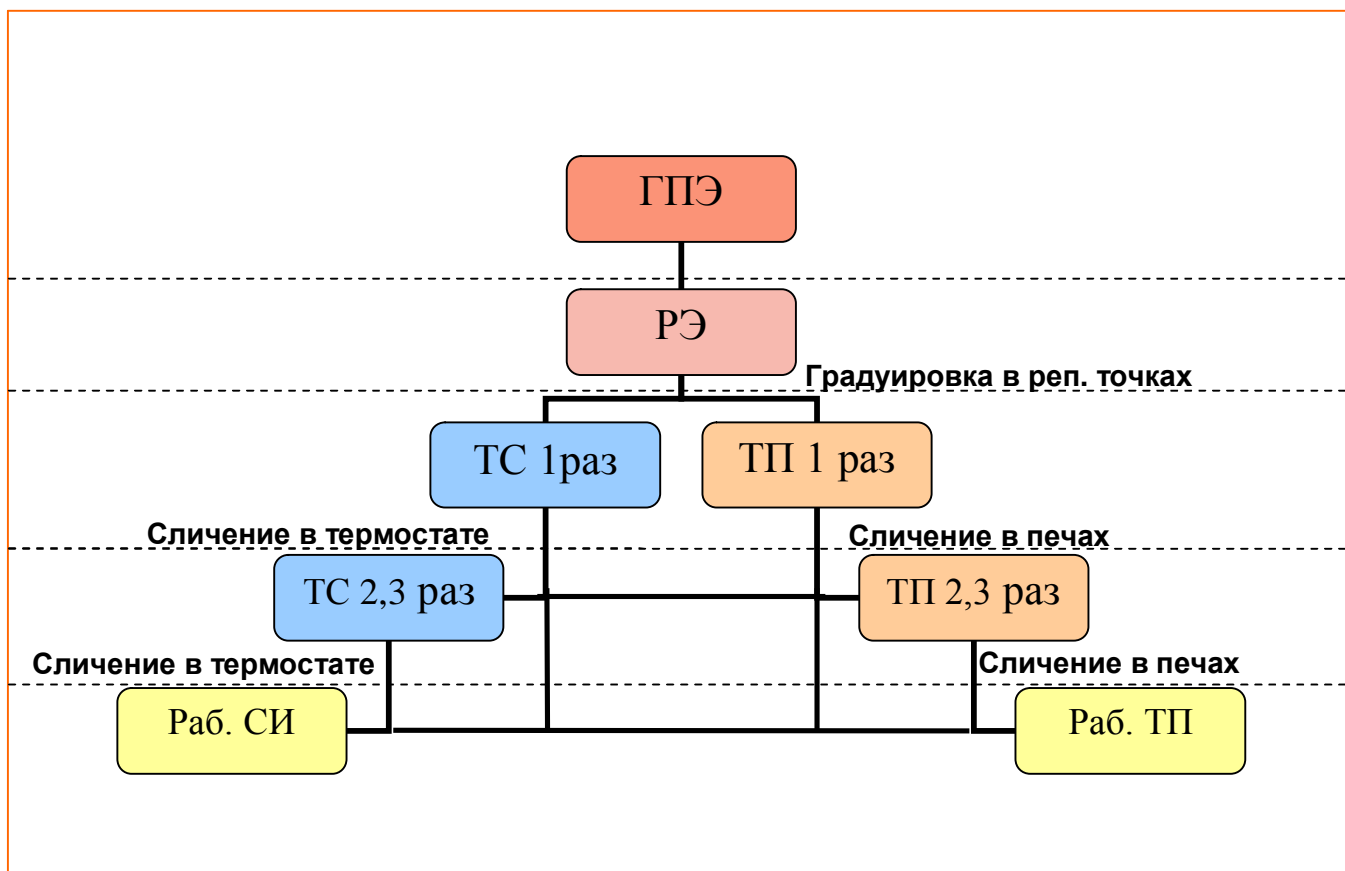 ГПЭ
РЭ
Градуировка в реп. точках
ТС 1раз
ТП 1 раз
Сличение в термостате
Сличение в печах
ТС 2,3 раз
ТП 2,3 раз
Сличение в термостате
Сличение в печах
Раб. СИ
Раб. ТП